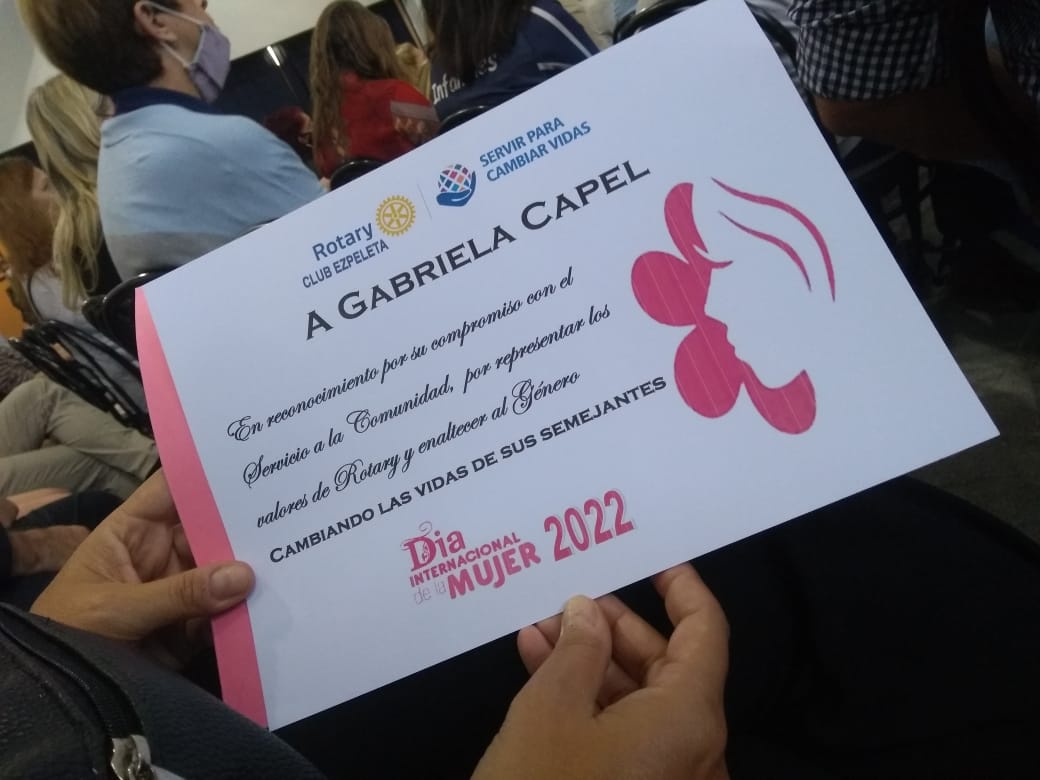 Rotary
CLUB EZPELETA
SERVIR PARA
CAMBIAR VIDAS
A GABRIELA CAPEL
En reconocimiento por su compromiso con el
Servicio a la Comunidad, por representar los
valores de Rotary y enaltecer al Género
CAMBIANDO LAS VIDAS DE SUS SEMEJANTES
Día
INTERNACIONAL
de la MUJER 2022